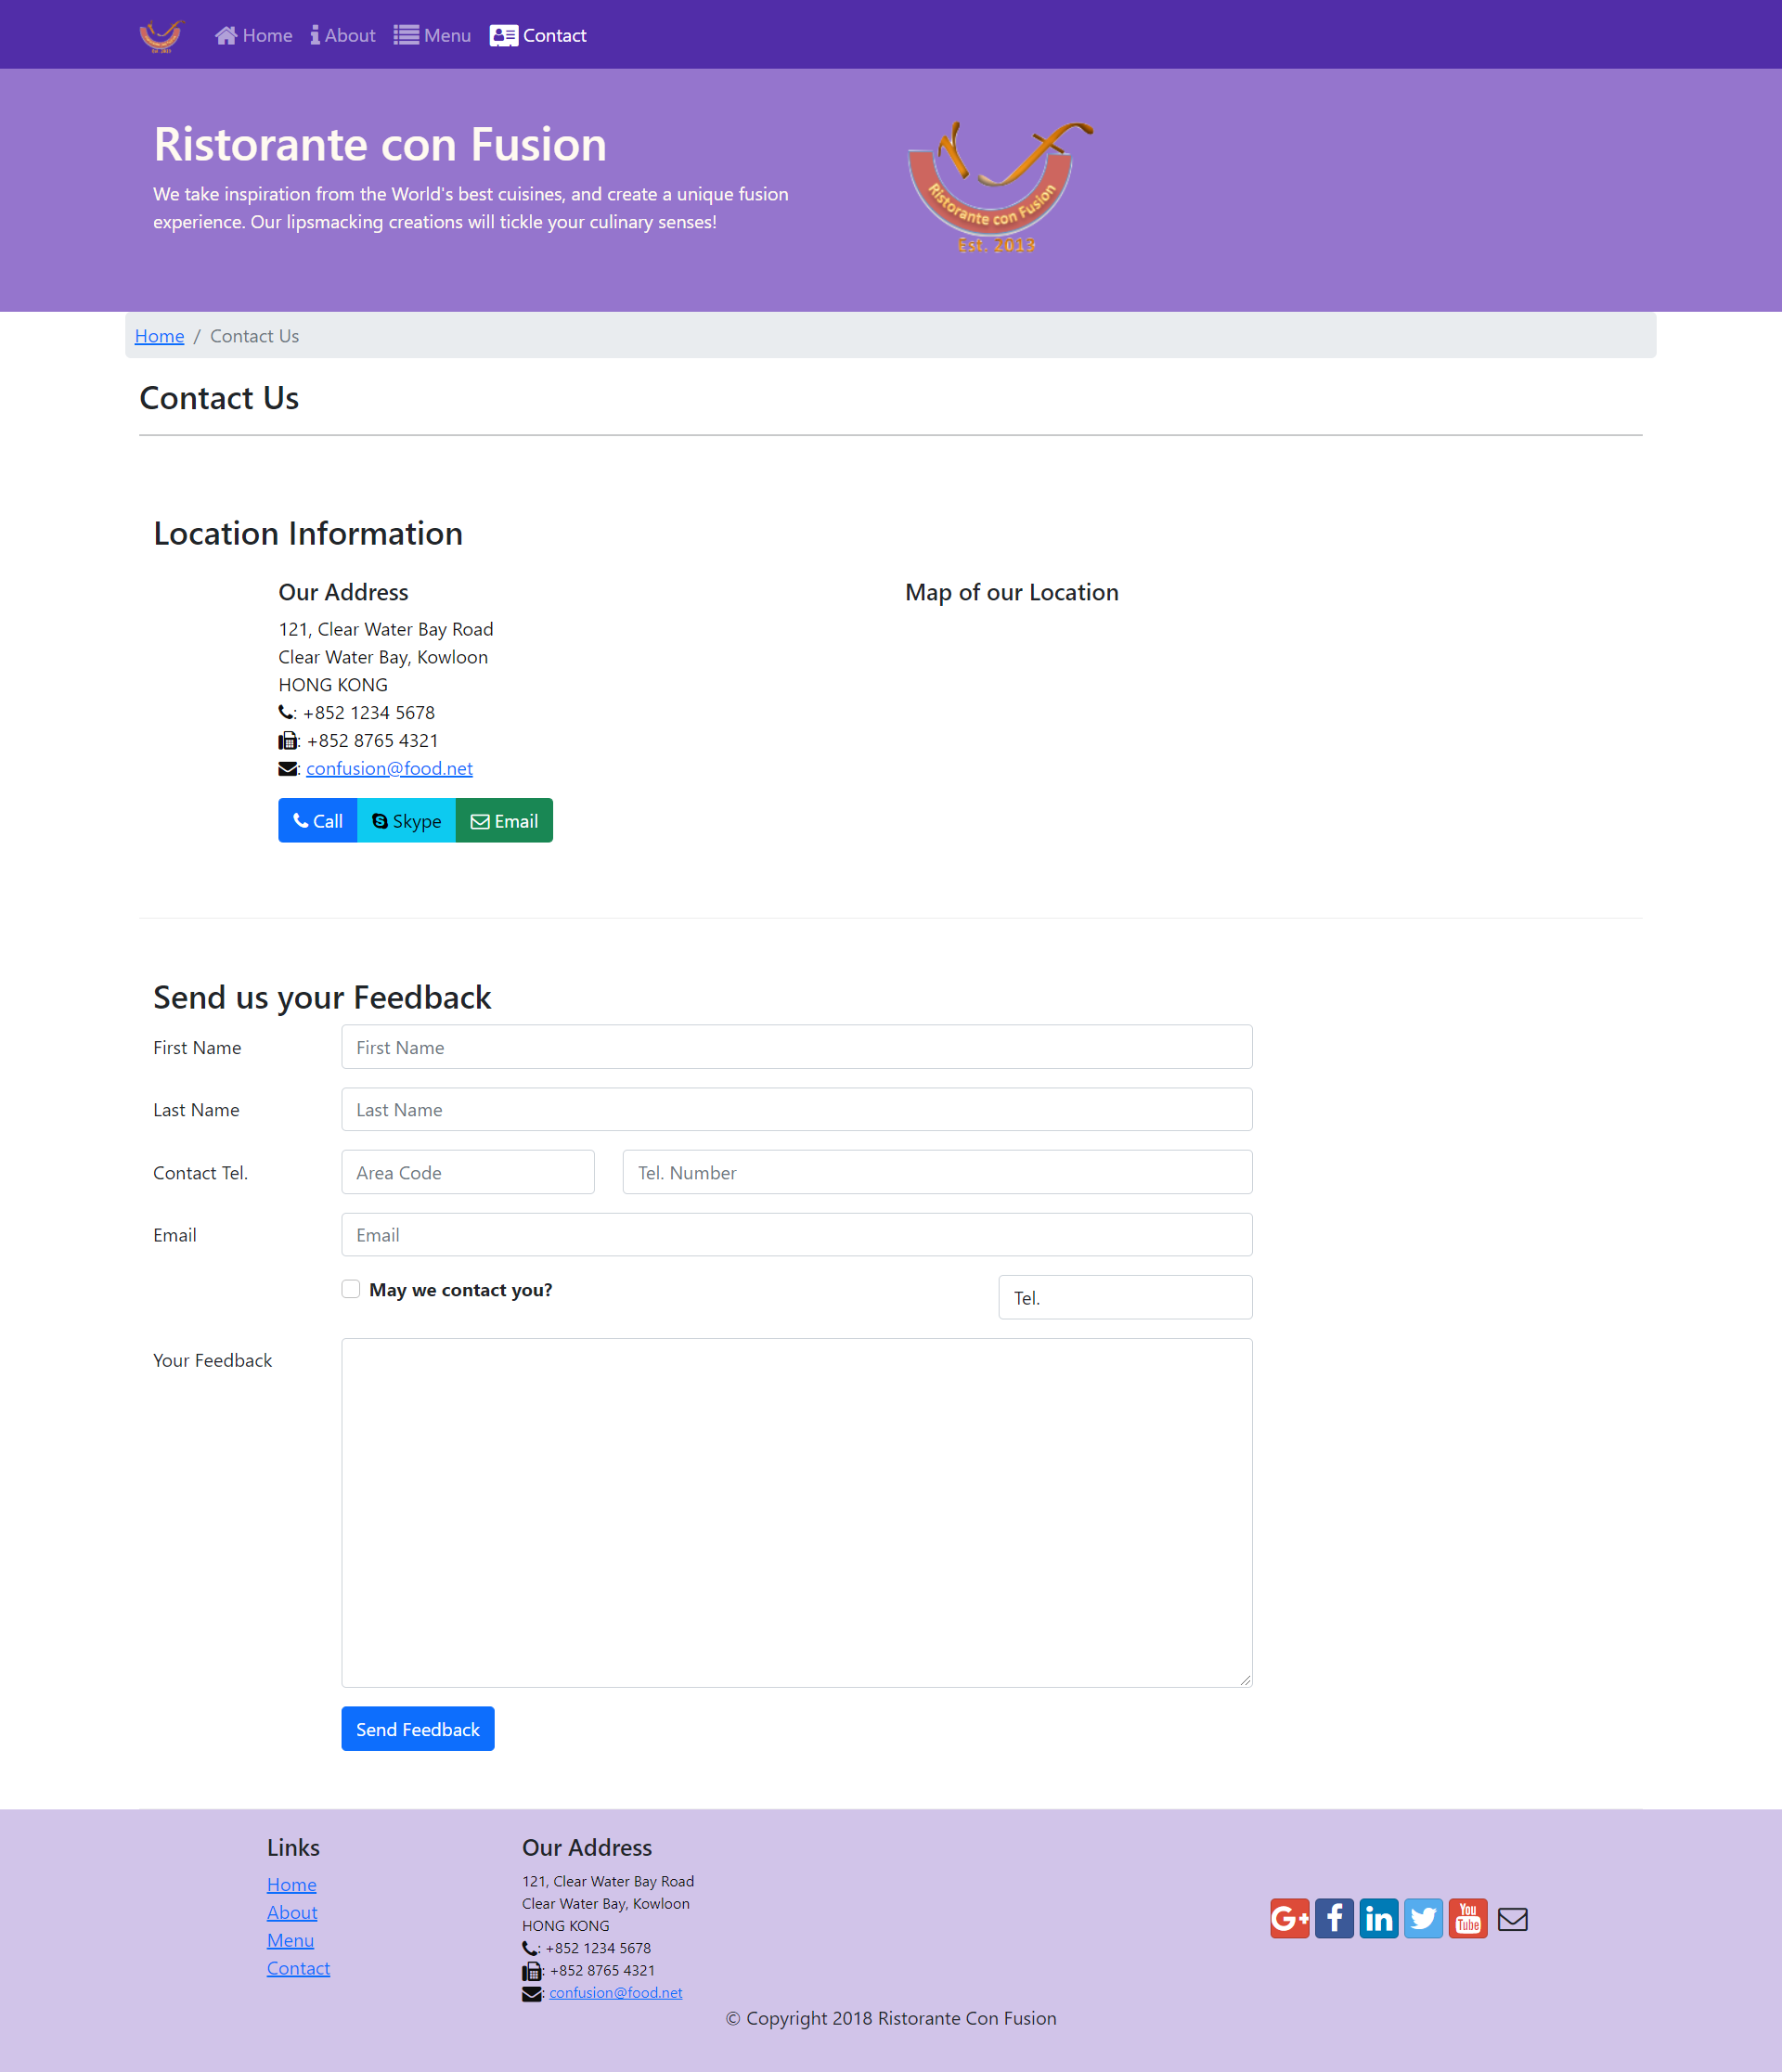 Home About Menu Contact
Ristorante con Fusion
We take inspiration from the World's best cuisines, and create a unique fusion
experience. Our lipsmacking creations will tickle your culinary senses!
Ristorante con Fusion
Est. 2013
Home / Contact Us
Contact Us
Location Information
Our Address
121, Clear Water Bay Road
Clear Water Bay, Kowloon
HONG KONG
: +852 1234 5678
: +852 8765 4321
: confusion@food.net
Call Skype Email
Map of our Location
Send us your Feedback
First Name First Name
Last Name Last Name
Contact Tel. Area Code Tel. Number
Email Email
May we contact you? Tel.
Your Feedback
Send Feedback
Links
Home
About
Menu
Contact
Our Address
121, Clear Water Bay Road
Clear Water Bay, Kowloon
HONG KONG
: +852 1234 5678
: +852 8765 4321
: confusion@food.net
G+ f in You Tube
© Copyright 2018 Ristorante Con Fusion